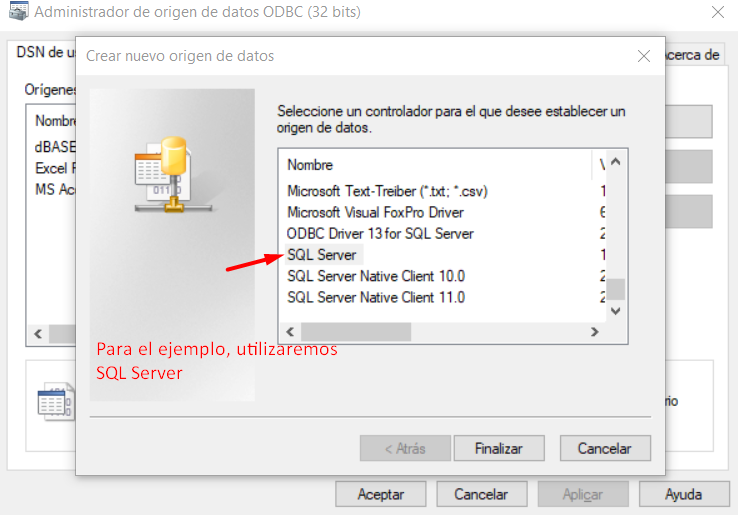 Administrador de origen de datos ODBC (32 bits)
DSN de us
Acerca de
Orígenes
Nombre
dBASE
Excel F
MS Acc
rio
Crear nuevo origen de datos
Seleccione un controlador para el que desee establecer un
origen de datos.
Nombre V
Microsoft Text-Treiber (*.txt; *.csv) 1
Microsoft Visual FoxPro Driver 6
ODBC Driver 13 for SQL Server 2
SQL Server 1
SQL Server Native Client 10.0 2
SQL Server Native Client 11.0 2
Para el ejemplo, utilizaremos
SQL Server
< Atrás Finalizar Cancelar
Aceptar Cancelar Aplicar Ayuda